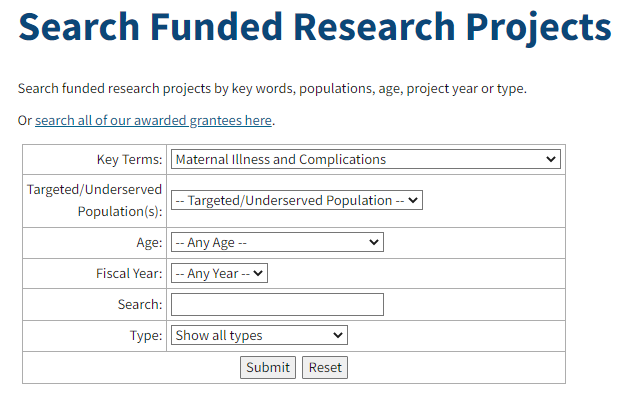 Search Funded Research Projects
Search funded research projects by key words, populations, age, project year or type.
Or search all of our awarded grantees here.
Key Terms: Maternal Illness and Complications
Targeted/Underserved
Population(s): -- Targeted/Underserved Population --
Age: -- Any Age --
Fiscal Year: -- Any Year --
Search:
Type: Show all types
Submit Reset